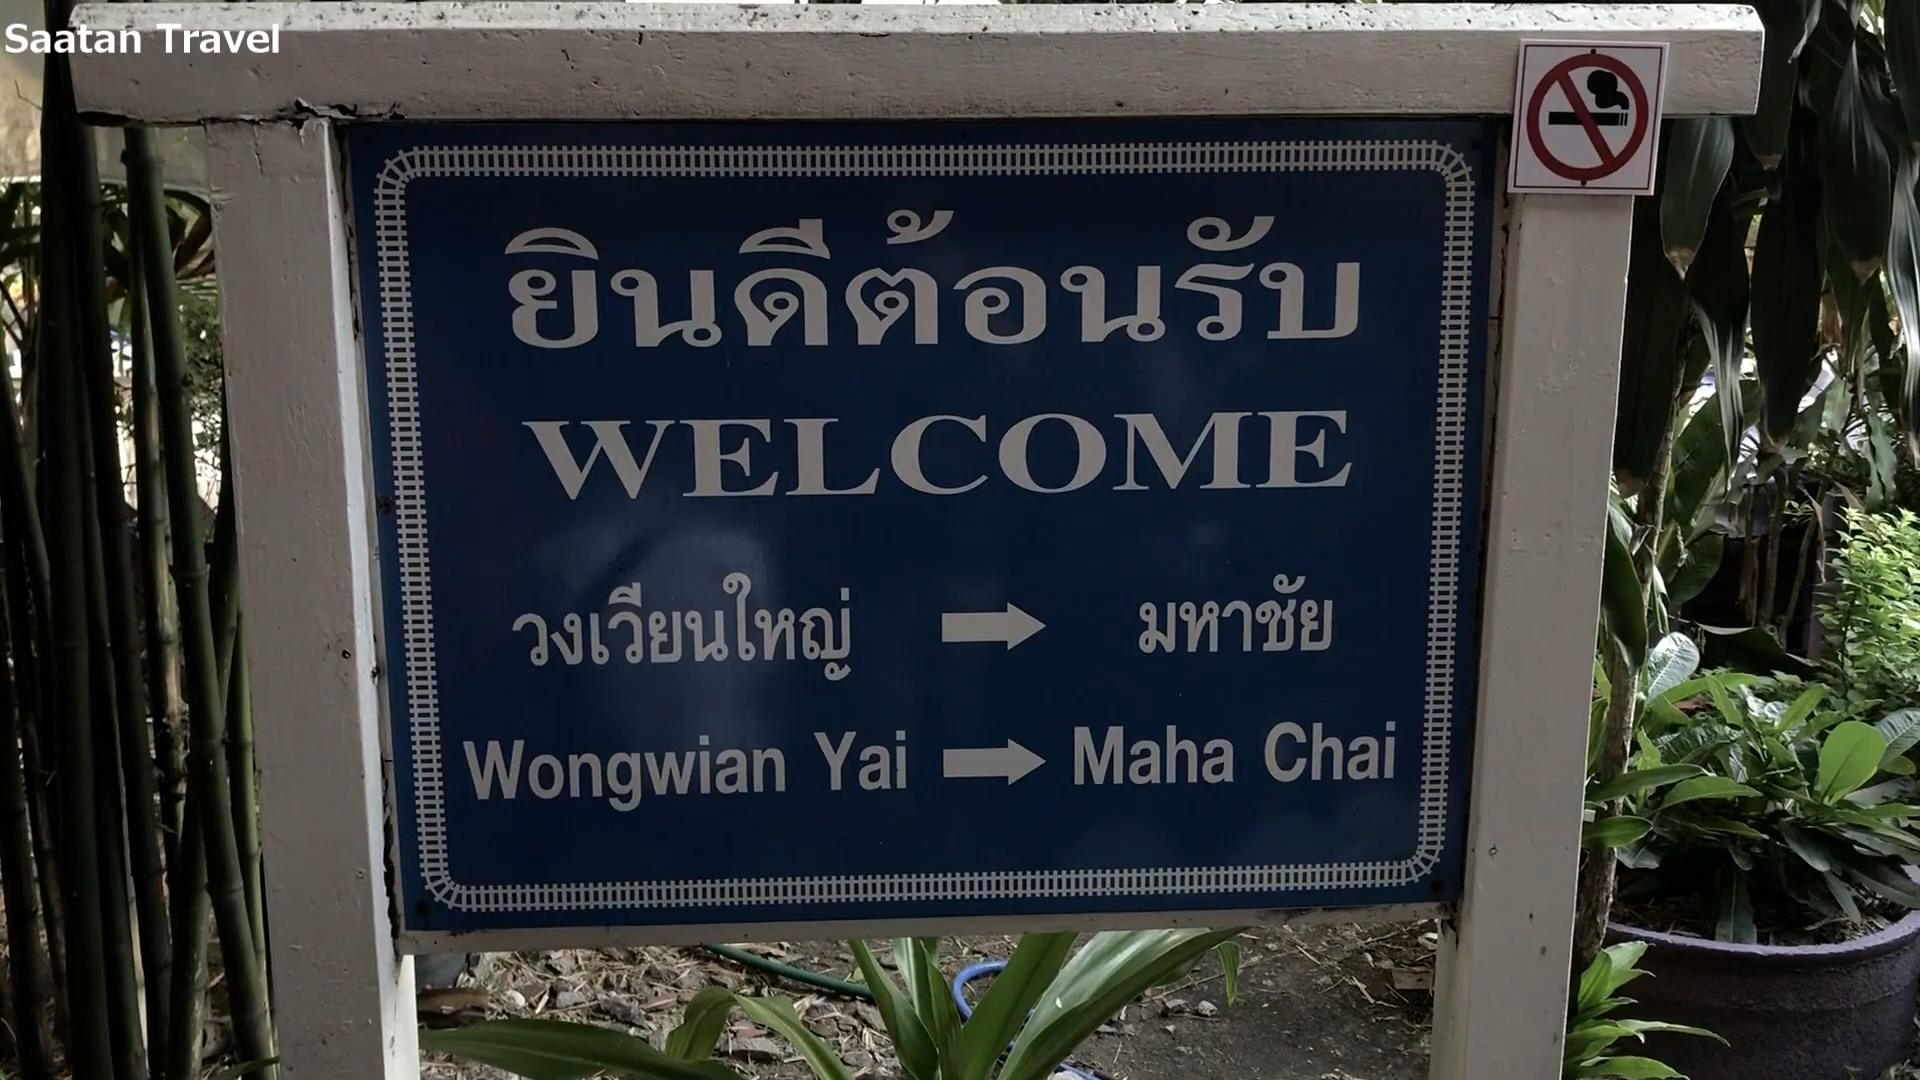 Saatan Travel
ยินดีต้อนรับ
WELCOME
วงเวียนใหญ่ → มหาชัย
Wongwian Yai → Maha Chai